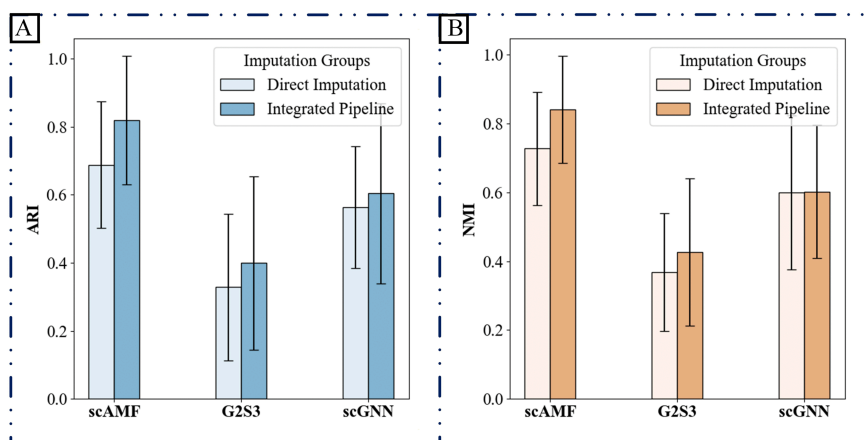 A
ARI
1.0
0.8
0.6
0.4
0.2
0.0
Imputation Groups
Direct Imputation
Integrated Pipeline
scAMF G2S3 scGNN
B
NMI
1.0
0.8
0.6
0.4
0.2
0.0
Imputation Groups
Direct Imputation
Integrated Pipeline
scAMF G2S3 scGNN